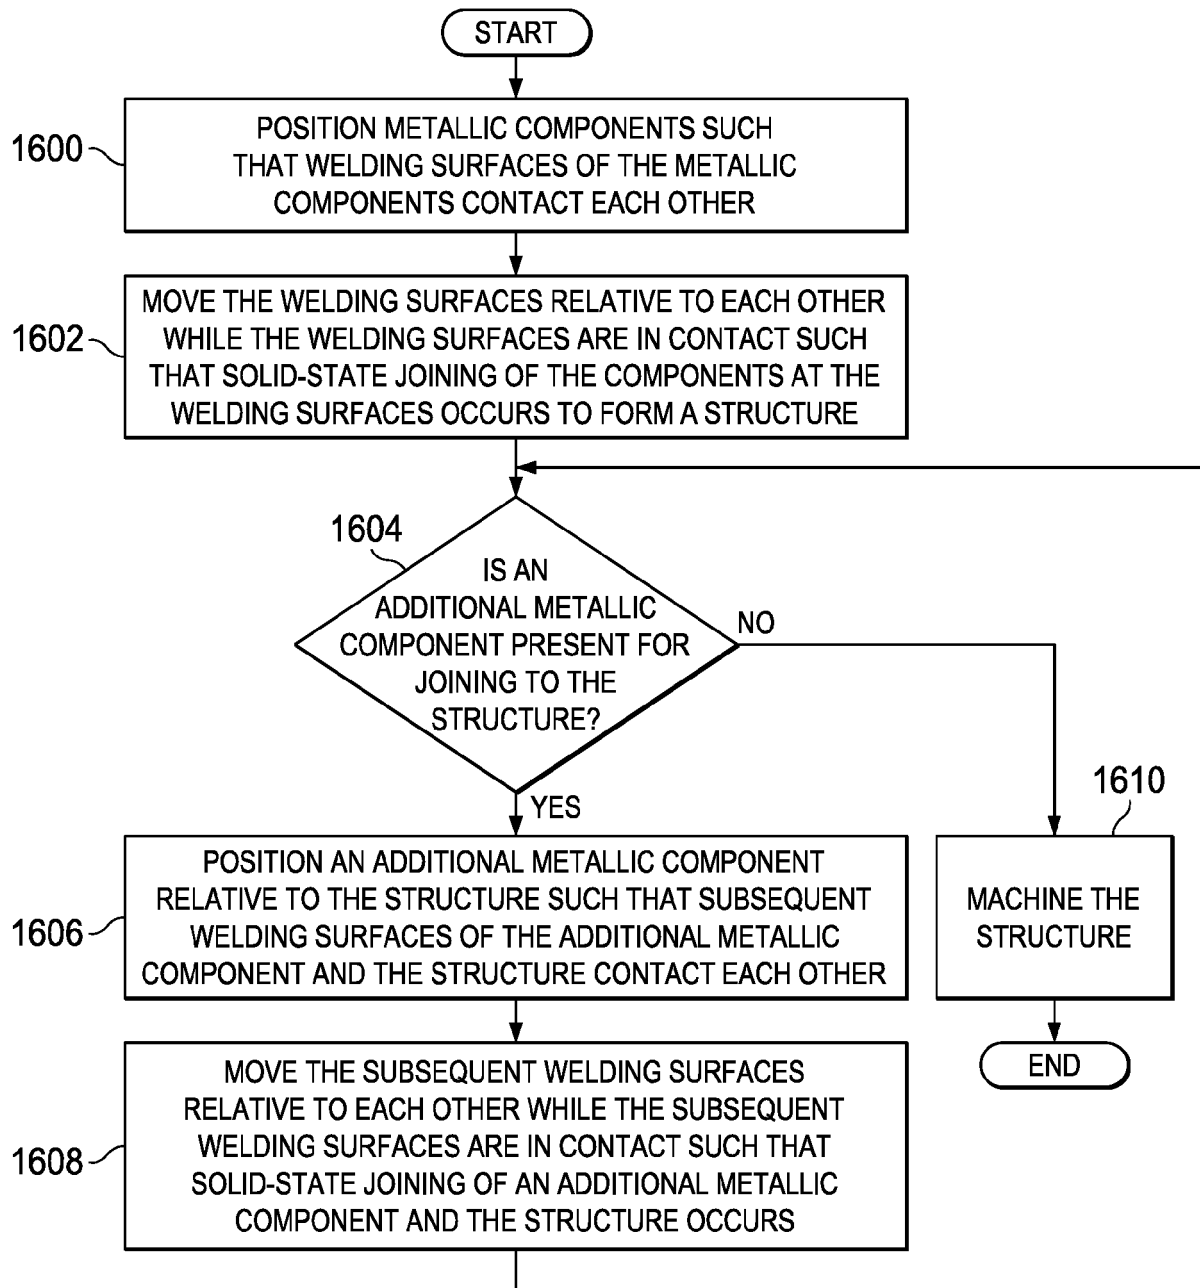 START
1600
POSITION METALLIC COMPONENTS SUCH
THAT WELDING SURFACES OF THE METALLIC
COMPONENTS CONTACT EACH OTHER
1602
MOVE THE WELDING SURFACES RELATIVE TO EACH OTHER
WHILE THE WELDING SURFACES ARE IN CONTACT SUCH
THAT SOLID-STATE JOINING OF THE COMPONENTS AT THE
WELDING SURFACES OCCURS TO FORM A STRUCTURE
1604
IS AN
ADDITIONAL METALLIC
COMPONENT PRESENT FOR
JOINING TO THE
STRUCTURE?
NO
YES
1606
POSITION AN ADDITIONAL METALLIC COMPONENT
RELATIVE TO THE STRUCTURE SUCH THAT SUBSEQUENT
WELDING SURFACES OF THE ADDITIONAL METALLIC
COMPONENT AND THE STRUCTURE CONTACT EACH OTHER
1610
MACHINE THE
STRUCTURE
END
1608
MOVE THE SUBSEQUENT WELDING SURFACES
RELATIVE TO EACH OTHER WHILE THE SUBSEQUENT
WELDING SURFACES ARE IN CONTACT SUCH THAT
SOLID-STATE JOINING OF AN ADDITIONAL METALLIC
COMPONENT AND THE STRUCTURE OCCURS